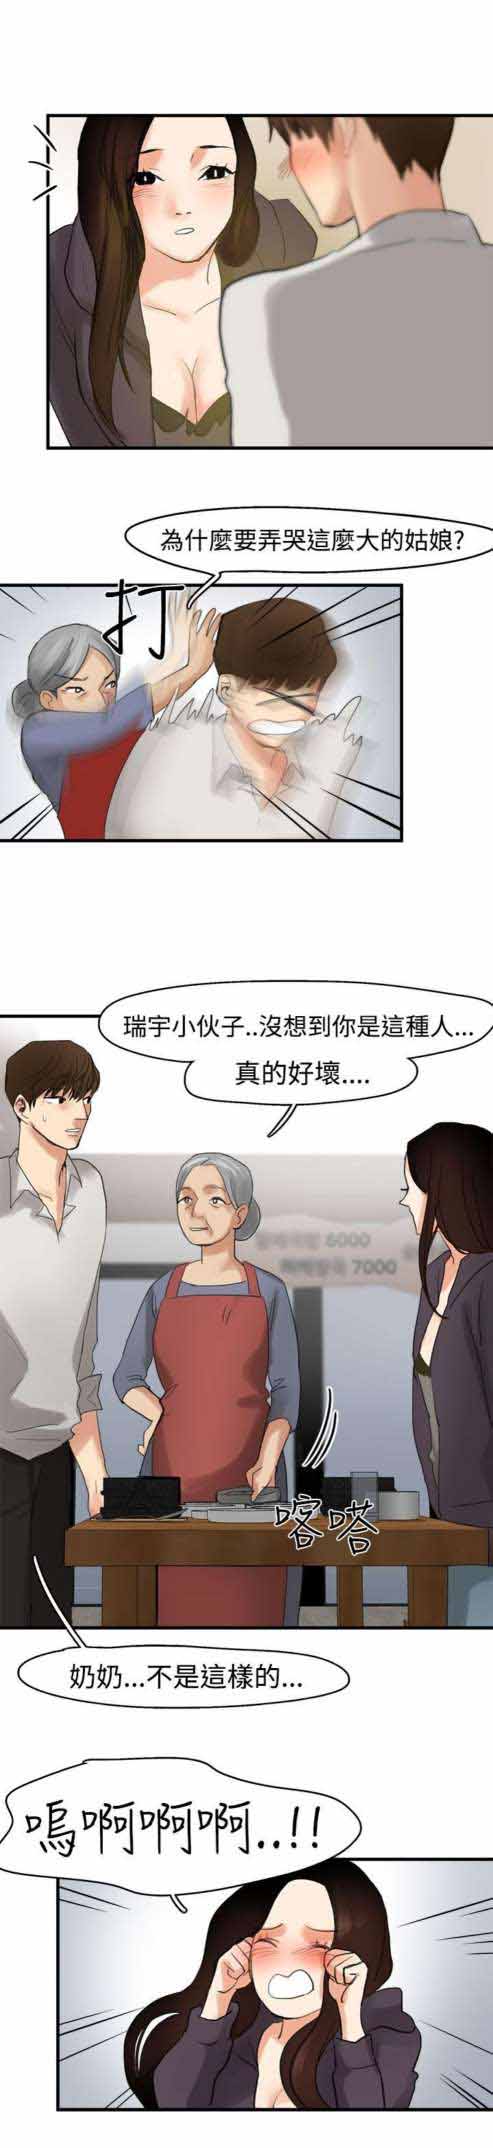 為什麼要弄哭這麼大的姑娘?
打
瑞宇小伙子..沒想到你是這種人...
真的好壞....
6000
7000
喀嗒
奶奶...不是這樣的...
嗚啊啊啊..!!